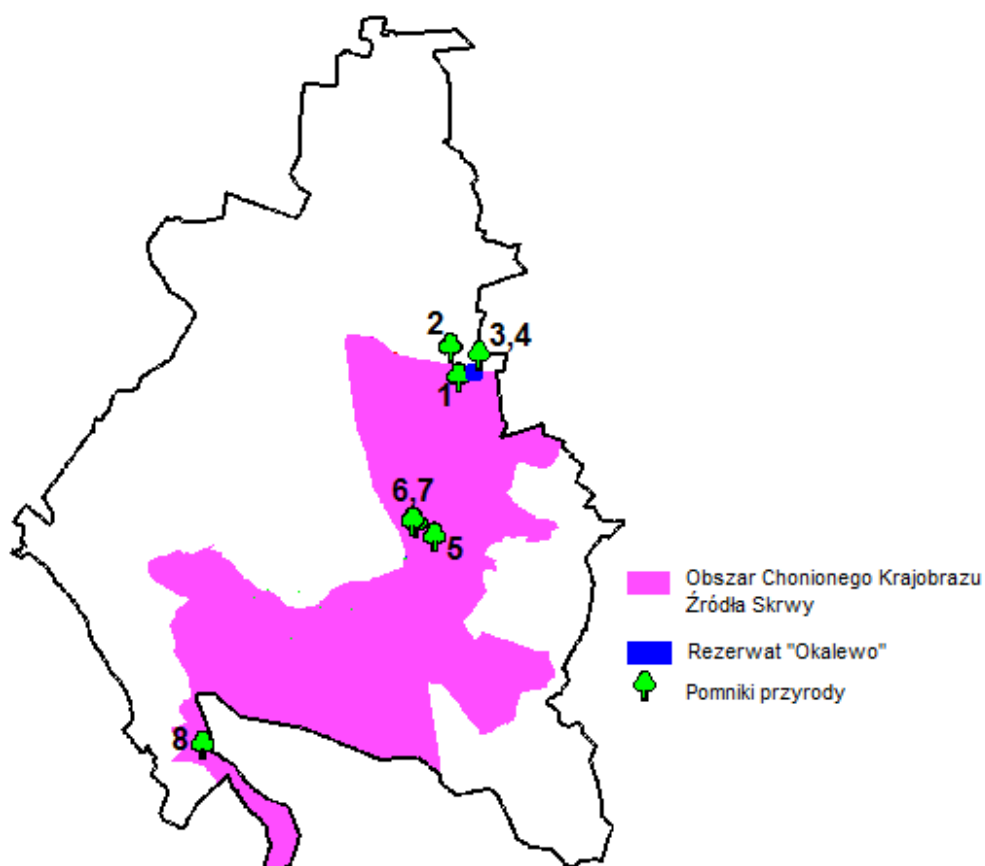 2
3,4
1
6,7
5
8
Obszar Chonionego Krajobrazu
Źródła Skrwy
Rezerwat "Okalewo"
Pomniki przyrody